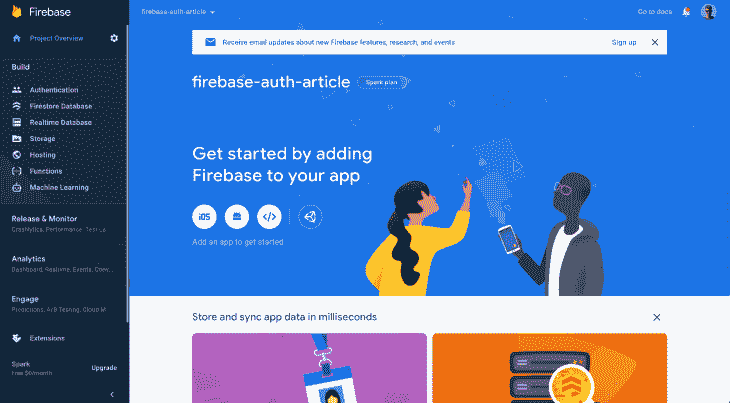 Firebase
firebase-auth-article
Go to docs
Project Overview
Receive email updates about new Firebase features, research, and events
Sign up
Build
firebase-auth-article
Spark plan
Authentication
Firestore Database
Realtime Database
Storage
Hosting
Functions
Machine Learning
Get started by adding
Firebase to your app
iOS
Add an app to get started
Release & Monitor
Crashlytics, Performance, Test La
Analytics
Dashboard, Realtime, Events, Conv...
Engage
Predictions, A/B Testing, Cloud M
Extensions
Store and sync app data in milliseconds
Spark
Free $0/month
Upgrade